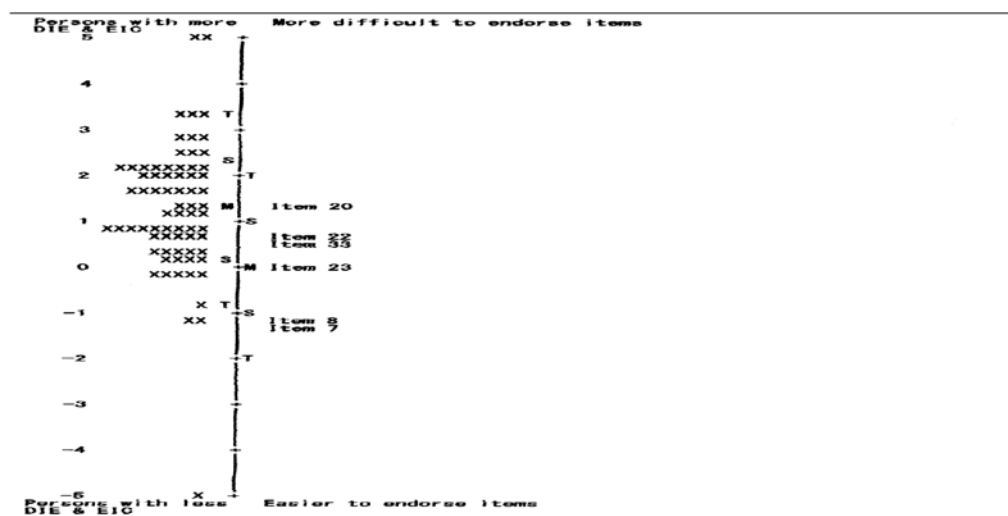 Persons with more More difficult to endorse items
DIE & EIC
5 XX
4
XXX T
3
XXX
XXX
S
XXXXXXXX
2 XXXXXX T
XXXXXXX
XXX M Item 20
XXXX
1 S
XXXXXXXXX
XXXXX Item 22
Item 33
XXXXX
XXXX S
0 M Item 23
XXXXX
X T
-1 S
XX Item 8
Item 7
-2 T
-3
-4
-5 X
Persons with less Easier to endorse items
DIE & EIC